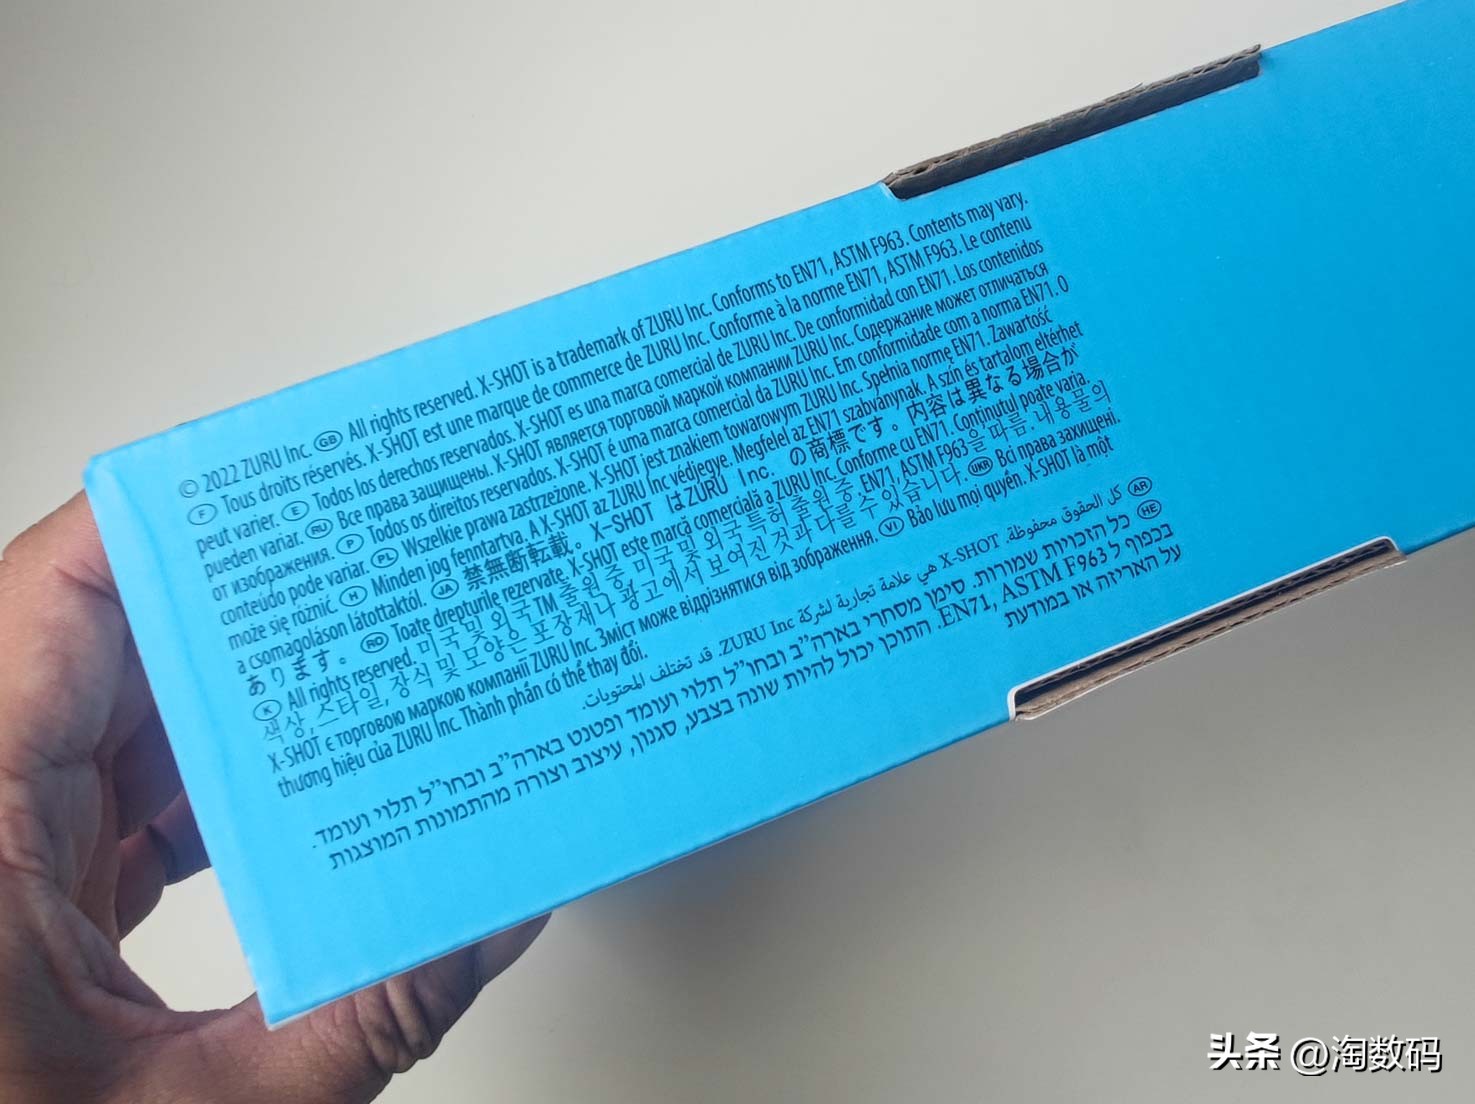 © 2022 ZURU Inc. GB All rights reserved. X-SHOT is a trademark of ZURU Inc. Conforms to EN71, ASTM F963. Contents may vary.
F Tous droits réservés. X-SHOT est une marque de commerce de ZURU Inc. Conforme à la norme EN71, ASTM F963. Le contenu
peut varier. E Todos los derechos reservados. X-SHOT es una marca comercial de ZURU Inc. De conformidad con EN71. Los contenidos
pueden variar. RU Все права защищены. X-SHOT является торговой маркой компании ZURU Inc. Содержание может отличаться
от изображения. P Todos os direitos reservados. X-SHOT é uma marca comercial da ZURU Inc. Em conformidade com a norma EN71. O
conteúdo pode variar. PL Wszelkie prawa zastrzeżone. X-SHOT jest znakiem towarowym ZURU Inc. Spełnia normę EN71. Zawartość
może się różnić. H Minden jog fenntartva. A X-SHOT az ZURU Inc védjegye. Megfelel az EN71 szabványnak. A szín és tartalom eltérhet
a csomagoláson látottaktól. JA 禁無断転載。X-SHOT はZURU Inc. の商標です。内容は異なる場合が
あります。 RO Toate drepturile rezervate. X-SHOT este marcă comercială a ZURU Inc. Conforme cu EN71. Conținutul poate varia.
K All rights reserved. 미국 및 외국 TM 출원 중, 미국 및 외국 특허 출원 중. EN71, ASTM F963 을 따름. 내용물의
색상, 스타일, 장식 및 모양은 포장재나 광고에서 보여진 것과 다를 수 있습니다. UKR Всі права захищені.
X-SHOT є торговою маркою компанії ZURU Inc. Зміст може відрізнятися від зображення. VI Bảo lưu mọi quyền. X-SHOT là một
thương hiệu của ZURU Inc. Thành phần có thể thay đổi.
AR كل الحقوق محفوظة. X-SHOT هي علامة تجارية لشركة ZURU Inc. قد تختلف المحتويات.
HE כל הזכויות שמורות. סימן מסחרי בארה"ב ובחו"ל תלוי ועומד ופטנט בארה"ב ובחו"ל תלוי ועומד.
בכפוף ל EN71, ASTM F963. התוכן יכול להיות שונה בצבע, סגנון, עיצוב וצורה מהתמונות המוצגות
על האריזה או במודעת
头条 @淘数码